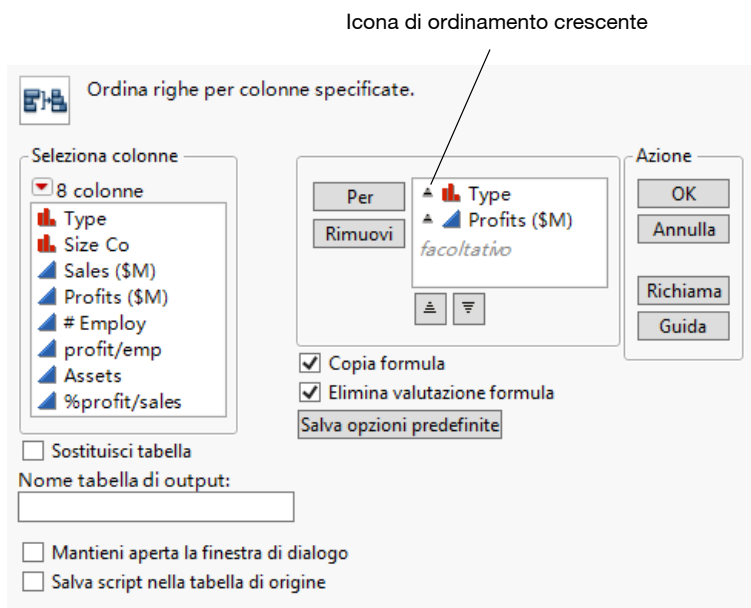 Icona di ordinamento crescente
Ordina righe per colonne specificate.
Seleziona colonne
8 colonne
Type
Size Co
Sales ($M)
Profits ($M)
# Employ
profit/emp
Assets
%profit/sales
Per
Rimuovi
Type
Profits ($M)
facoltativo
Azione
OK
Annulla
Richiama
Guida
Copia formula
Elimina valutazione formula
Salva opzioni predefinite
Sostituisci tabella
Nome tabella di output:
Mantieni aperta la finestra di dialogo
Salva script nella tabella di origine